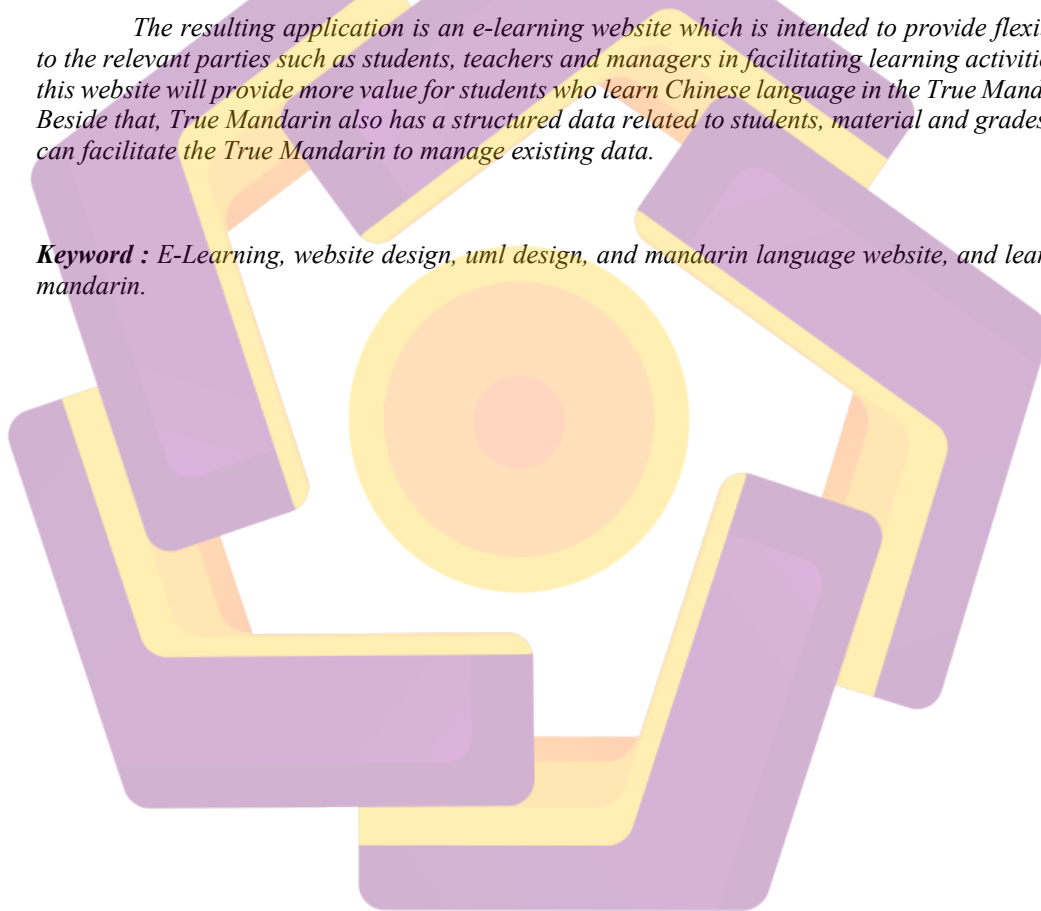 The resulting application is an e-learning website which is intended to provide flexi
to the relevant parties such as students, teachers and managers in facilitating learning activitie
this website will provide more value for students who learn Chinese language in the True Mand
Beside that, True Mandarin also has a structured data related to students, material and grades
can facilitate the True Mandarin to manage existing data.
Keyword : E-Learning, website design, uml design, and mandarin language website, and lear
mandarin.